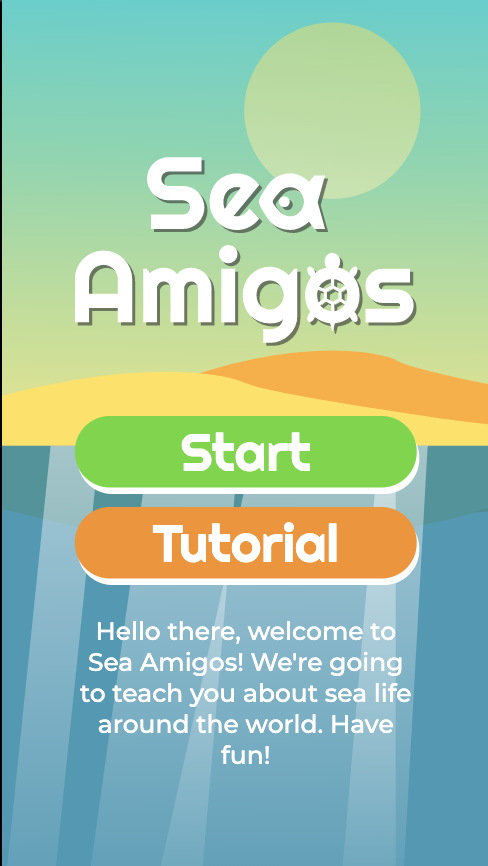 Sea
Amigos
Start
Tutorial
Hello there, welcome to
Sea Amigos! We're going
to teach you about sea life
around the world. Have
fun!